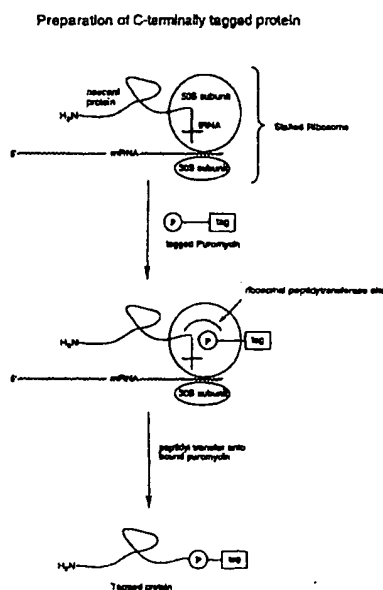 Preparation of C-terminally tagged protein
nascent
protein
50S subunit
H₂N
tRNA
Stalled Ribosome
5'
mRNA
30S subunit
P
tag
tagged Puromycin
ribosomal peptidytransferase site
H₂N
P
tag
5'
mRNA
30S subunit
peptidyl transfer onto
bound puromycin
H₂N
P
tag
Tagged protein